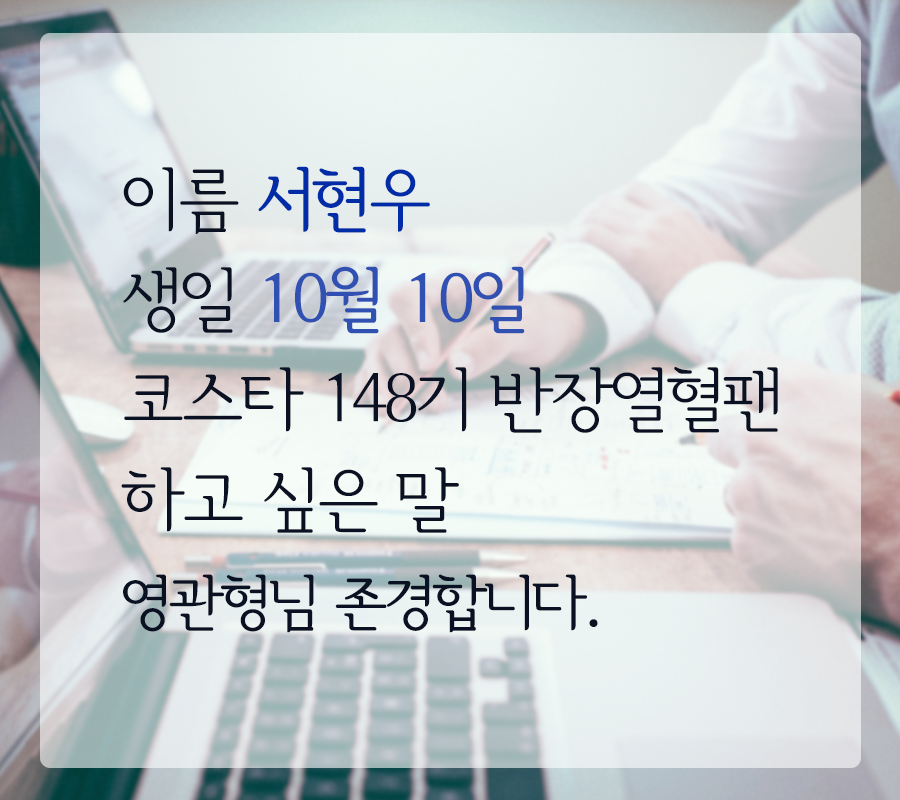 이름 서현우
생일 10월 10일
코스타 148기 반장열혈팬
하고 싶은 말
영관형님 존경합니다.